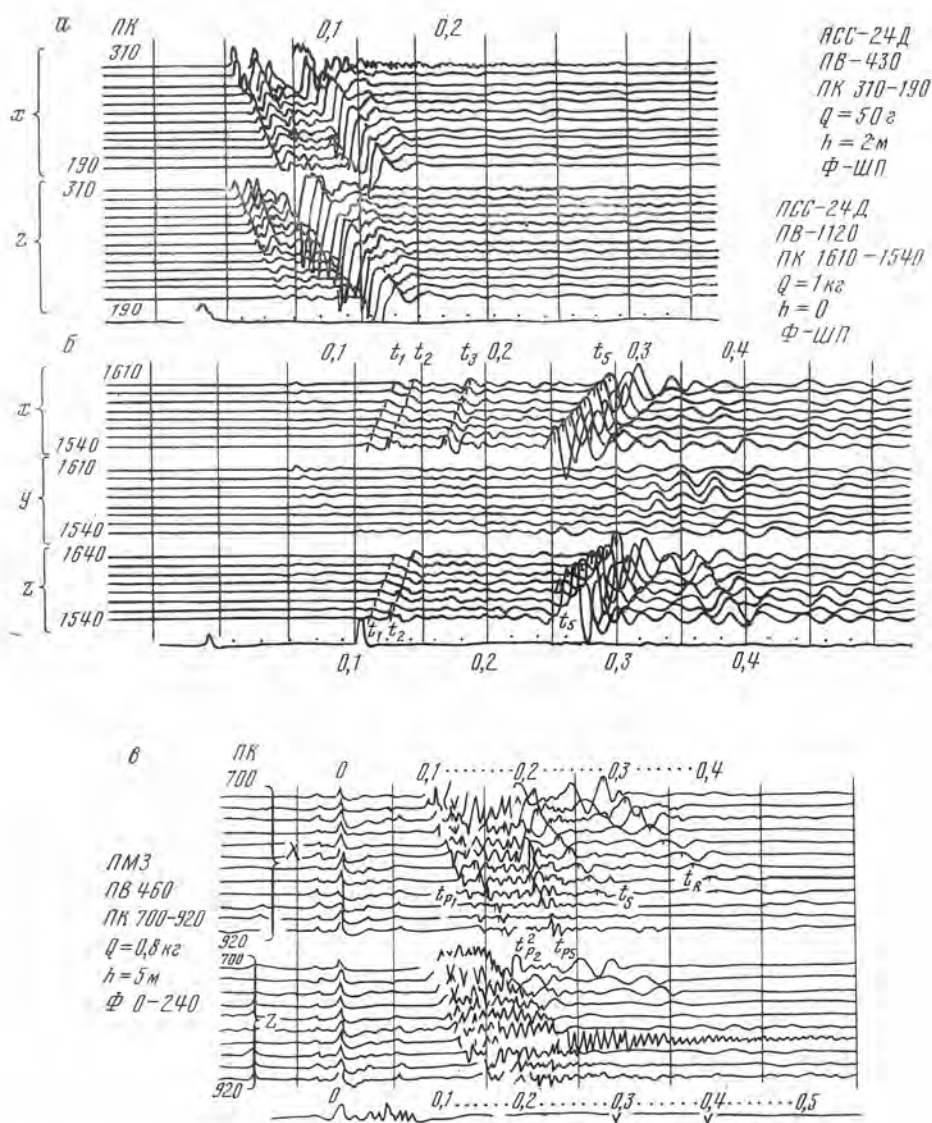 а ПК 0,1 0,2
310
x
190
310
z
190
АСС-24Д
ПВ-430
ПК 310-190
Q = 50 г
h = 2 м
Ф-ШП
ПСС-24Д
ПВ-1120
ПК 1610-1540
Q = 1 кг
h = 0
Ф-ШП
б 0,1 t₁ t₂ t₃ 0,2 t₅ 0,3 0,4
1610
x
1540
1610
y
1540
1640
z
1540
t₁ t₂ t₅
0,1 0,2 0,3 0,4
в ПК
700 0 0,1 0,2 0,3 0,4
X
tP₁ tS tR
920
ПМЗ
ПВ 460
ПК 700-920
Q = 0,8 кг
h = 5 м
Ф 0-240
t²P₂ tPS
700
Z
920
0 0,1 0,2 0,3 0,4 0,5